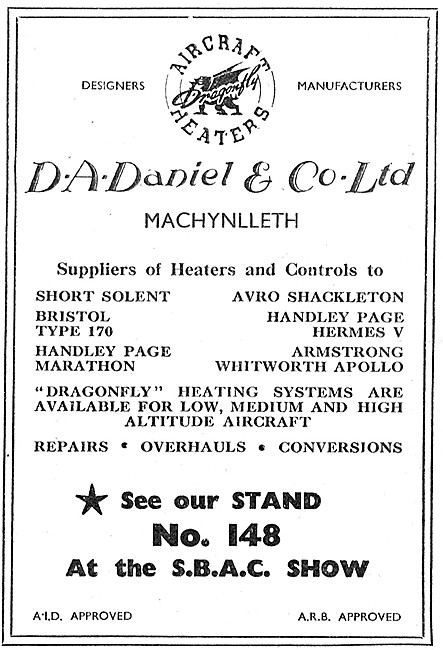 AIRCRAFT
Dragonfly
HEATERS
DESIGNERS MANUFACTURERS
D·A·Daniel & Co·Ltd
MACHYNLLETH
Suppliers of Heaters and Controls to
SHORT SOLENT AVRO SHACKLETON
BRISTOL HANDLEY PAGE
TYPE 170 HERMES V
HANDLEY PAGE ARMSTRONG
MARATHON WHITWORTH APOLLO
“DRAGONFLY” HEATING SYSTEMS ARE
AVAILABLE FOR LOW, MEDIUM AND HIGH
ALTITUDE AIRCRAFT
REPAIRS • OVERHAULS • CONVERSIONS
★ See our STAND
No. 148
At the S.B.A.C. SHOW
A.I.D. APPROVED A.R.B. APPROVED